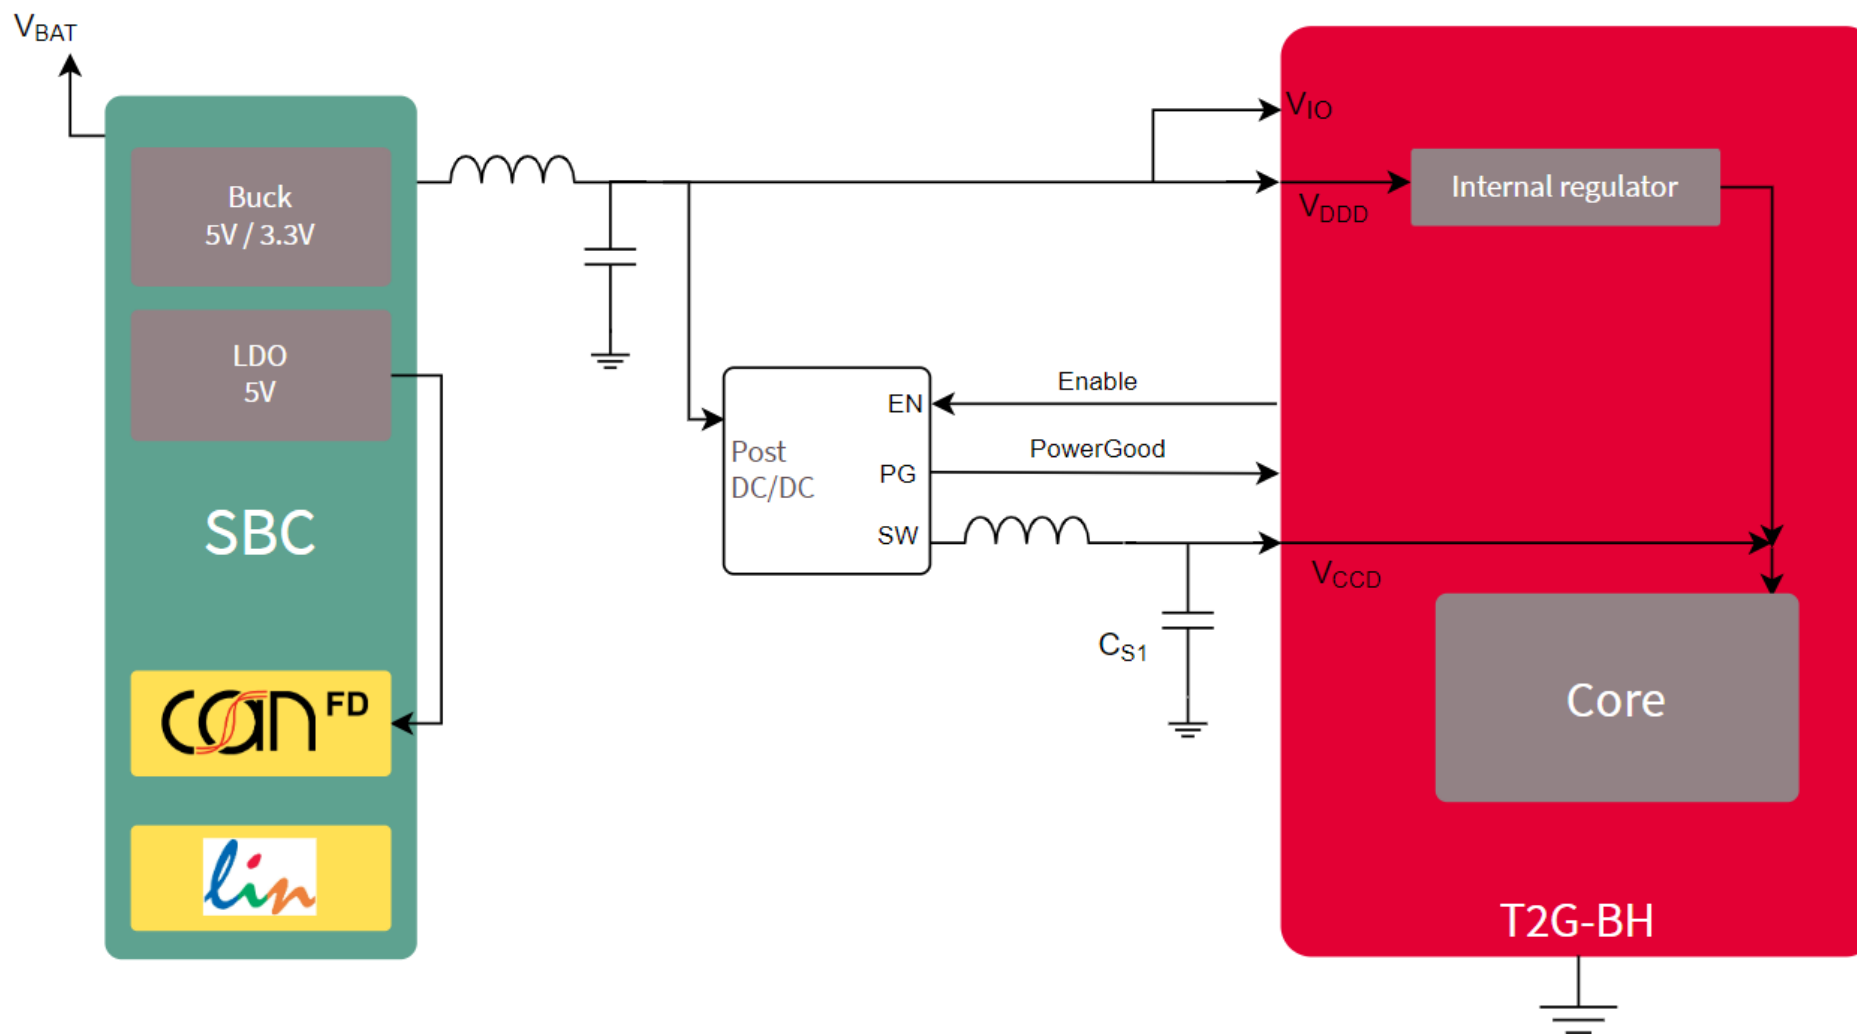 VBAT
Buck
5V / 3.3V
LDO
5V
SBC
CAN FD
lin
Post
DC/DC
EN
PG
SW
Enable
PowerGood
CS1
VIO
VDDD
Internal regulator
VCCD
Core
T2G-BH